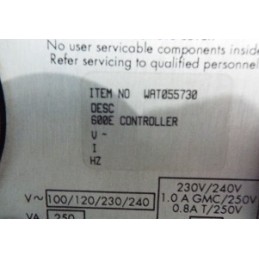 No user servicable components inside
Refer servicing to qualified personnel
ITEM NO WAT055730
DESC
600E CONTROLLER
V -
I
HZ
230V/240V
V~ 100/120/230/240 1.0 A GMC/250V
VA 250 0.8A T/250V